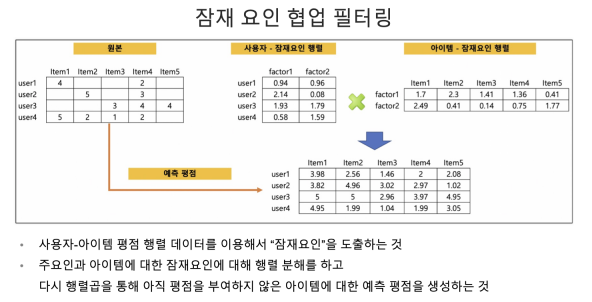 잠재 요인 협업 필터링
원본
사용자 - 잠재요인 행렬
아이템 - 잠재요인 행렬
Item1 Item2 Item3 Item4 Item5
user1 4 2
user2 5 3
user3 3 4 4
user4 5 2 1 2
factor1 factor2
user1 0.94 0.96
user2 2.14 0.08
user3 1.93 1.79
user4 0.58 1.59
Item1 Item2 Item3 Item4 Item5
factor1 1.7 2.3 1.41 1.36 0.41
factor2 2.49 0.41 0.14 0.75 1.77
예측 평점
Item1 Item2 Item3 Item4 Item5
user1 3.98 2.56 1.46 2 2.08
user2 3.82 4.96 3.02 2.97 1.02
user3 5 5 2.96 3.97 4.95
user4 4.95 1.99 1.04 1.99 3.05
• 사용자-아이템 평점 행렬 데이터를 이용해서 “잠재요인”을 도출하는 것
• 주요인과 아이템에 대한 잠재요인에 대해 행렬 분해를 하고
다시 행렬곱을 통해 아직 평점을 부여하지 않은 아이템에 대한 예측 평점을 생성하는 것